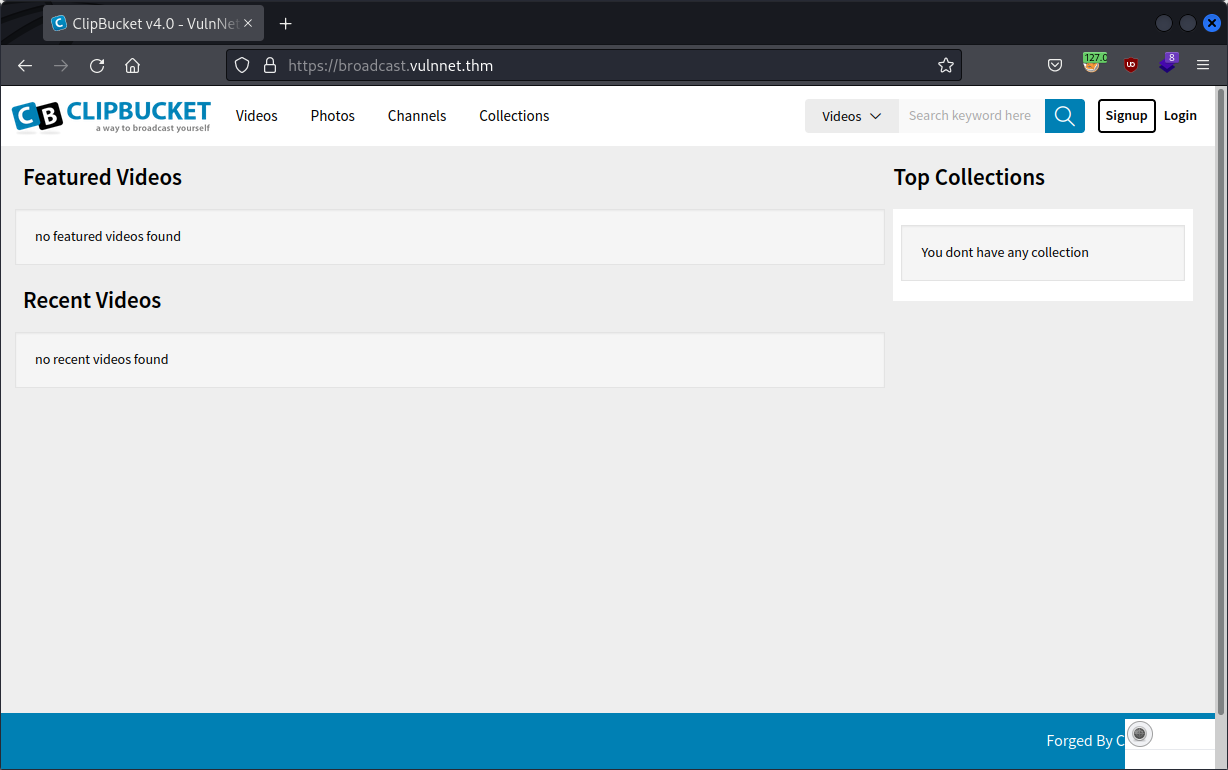 ClipBucket v4.0 - VulnNet
127.0
8
https://broadcast.vulnnet.thm
CB CLIPBUCKET
a way to broadcast yourself
Videos Photos Channels Collections
Videos Search keyword here Signup Login
Featured Videos
no featured videos found
Recent Videos
no recent videos found
Top Collections
You dont have any collection
Forged By C